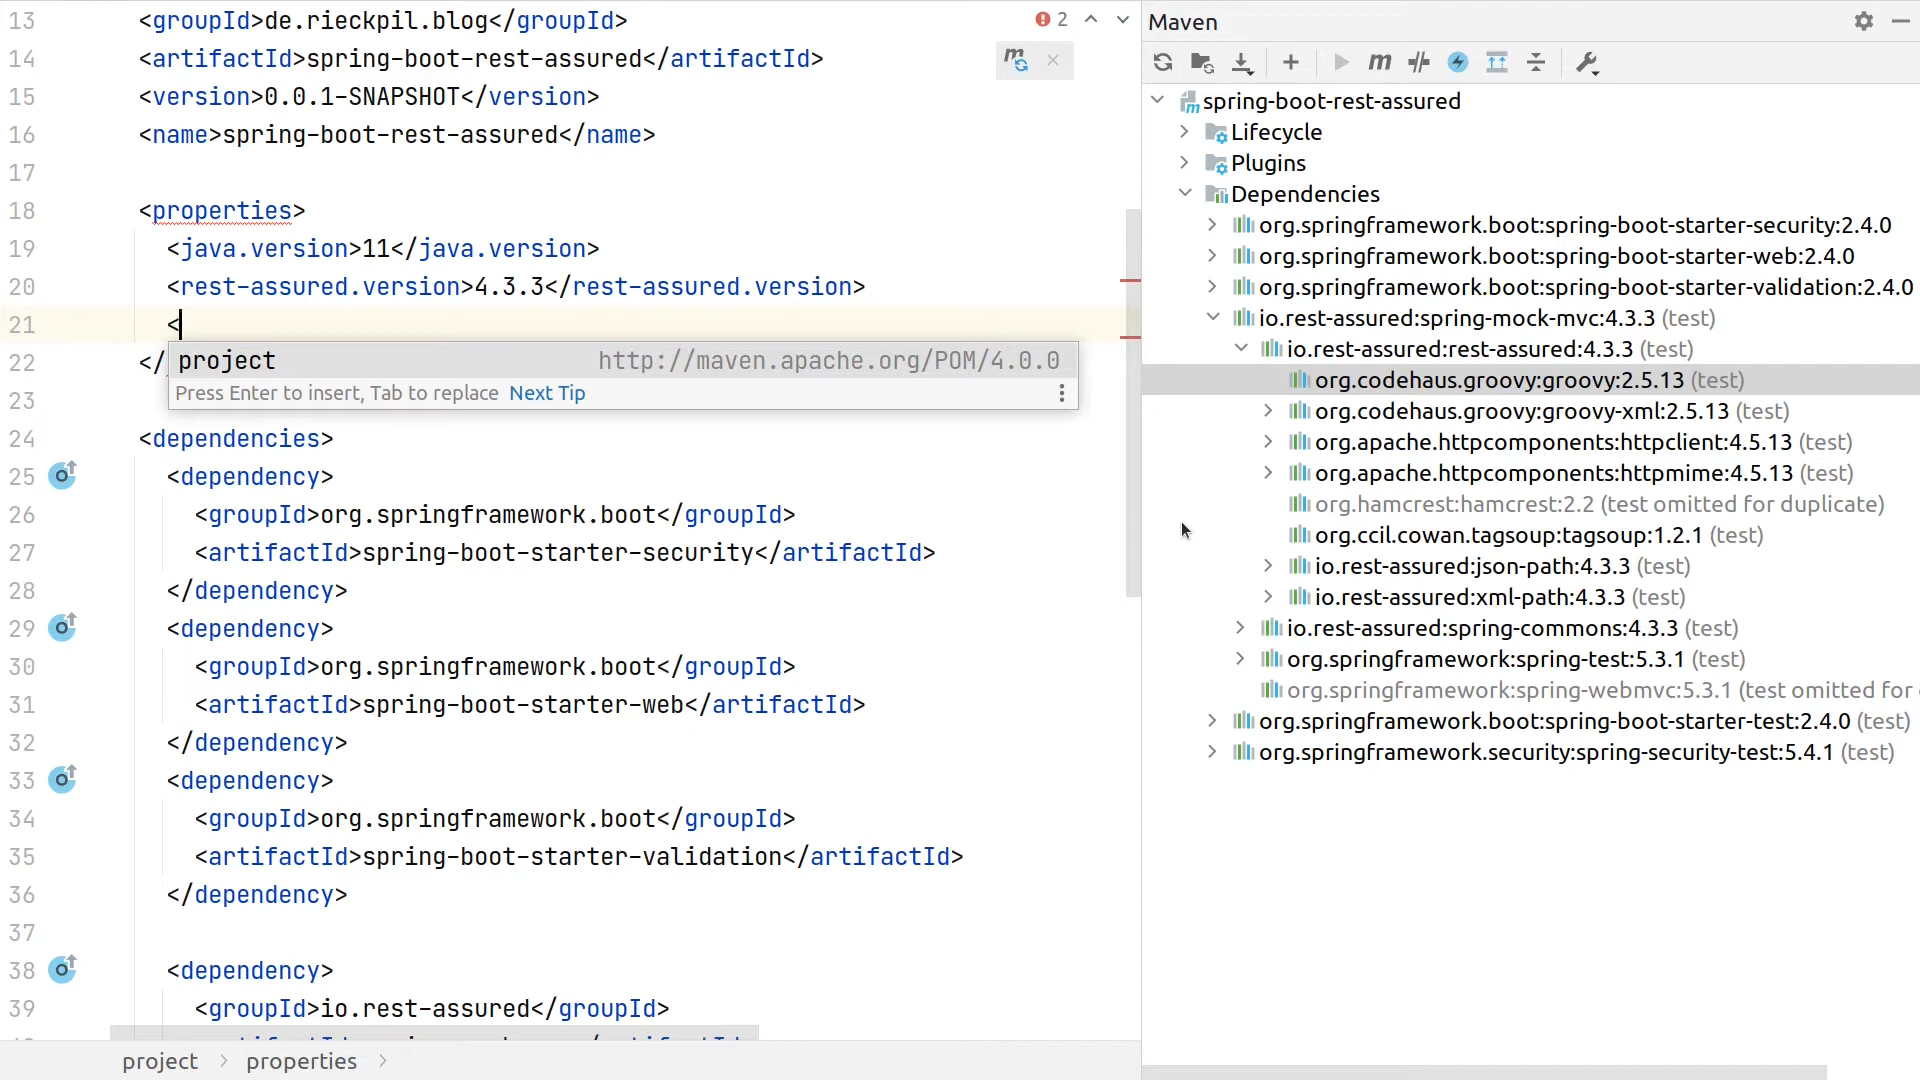 13 <groupId>de.rieckpil.blog</groupId>
14 <artifactId>spring-boot-rest-assured</artifactId>
15 <version>0.0.1-SNAPSHOT</version>
16 <name>spring-boot-rest-assured</name>
17
18 <properties>
19 <java.version>11</java.version>
20 <rest-assured.version>4.3.3</rest-assured.version>
21 <
22 </
project http://maven.apache.org/POM/4.0.0
Press Enter to insert, Tab to replace Next Tip
23
24 <dependencies>
25 <dependency>
26 <groupId>org.springframework.boot</groupId>
27 <artifactId>spring-boot-starter-security</artifactId>
28 </dependency>
29 <dependency>
30 <groupId>org.springframework.boot</groupId>
31 <artifactId>spring-boot-starter-web</artifactId>
32 </dependency>
33 <dependency>
34 <groupId>org.springframework.boot</groupId>
35 <artifactId>spring-boot-starter-validation</artifactId>
36 </dependency>
37
38 <dependency>
39 <groupId>io.rest-assured</groupId>
project > properties >
2
Maven
spring-boot-rest-assured
Lifecycle
Plugins
Dependencies
org.springframework.boot:spring-boot-starter-security:2.4.0
org.springframework.boot:spring-boot-starter-web:2.4.0
org.springframework.boot:spring-boot-starter-validation:2.4.0
io.rest-assured:spring-mock-mvc:4.3.3 (test)
io.rest-assured:rest-assured:4.3.3 (test)
org.codehaus.groovy:groovy:2.5.13 (test)
org.codehaus.groovy:groovy-xml:2.5.13 (test)
org.apache.httpcomponents:httpclient:4.5.13 (test)
org.apache.httpcomponents:httpmime:4.5.13 (test)
org.hamcrest:hamcrest:2.2 (test omitted for duplicate)
org.ccil.cowan.tagsoup:tagsoup:1.2.1 (test)
io.rest-assured:json-path:4.3.3 (test)
io.rest-assured:xml-path:4.3.3 (test)
io.rest-assured:spring-commons:4.3.3 (test)
org.springframework:spring-test:5.3.1 (test)
org.springframework:spring-webmvc:5.3.1 (test omitted for
org.springframework.boot:spring-boot-starter-test:2.4.0 (test)
org.springframework.security:spring-security-test:5.4.1 (test)